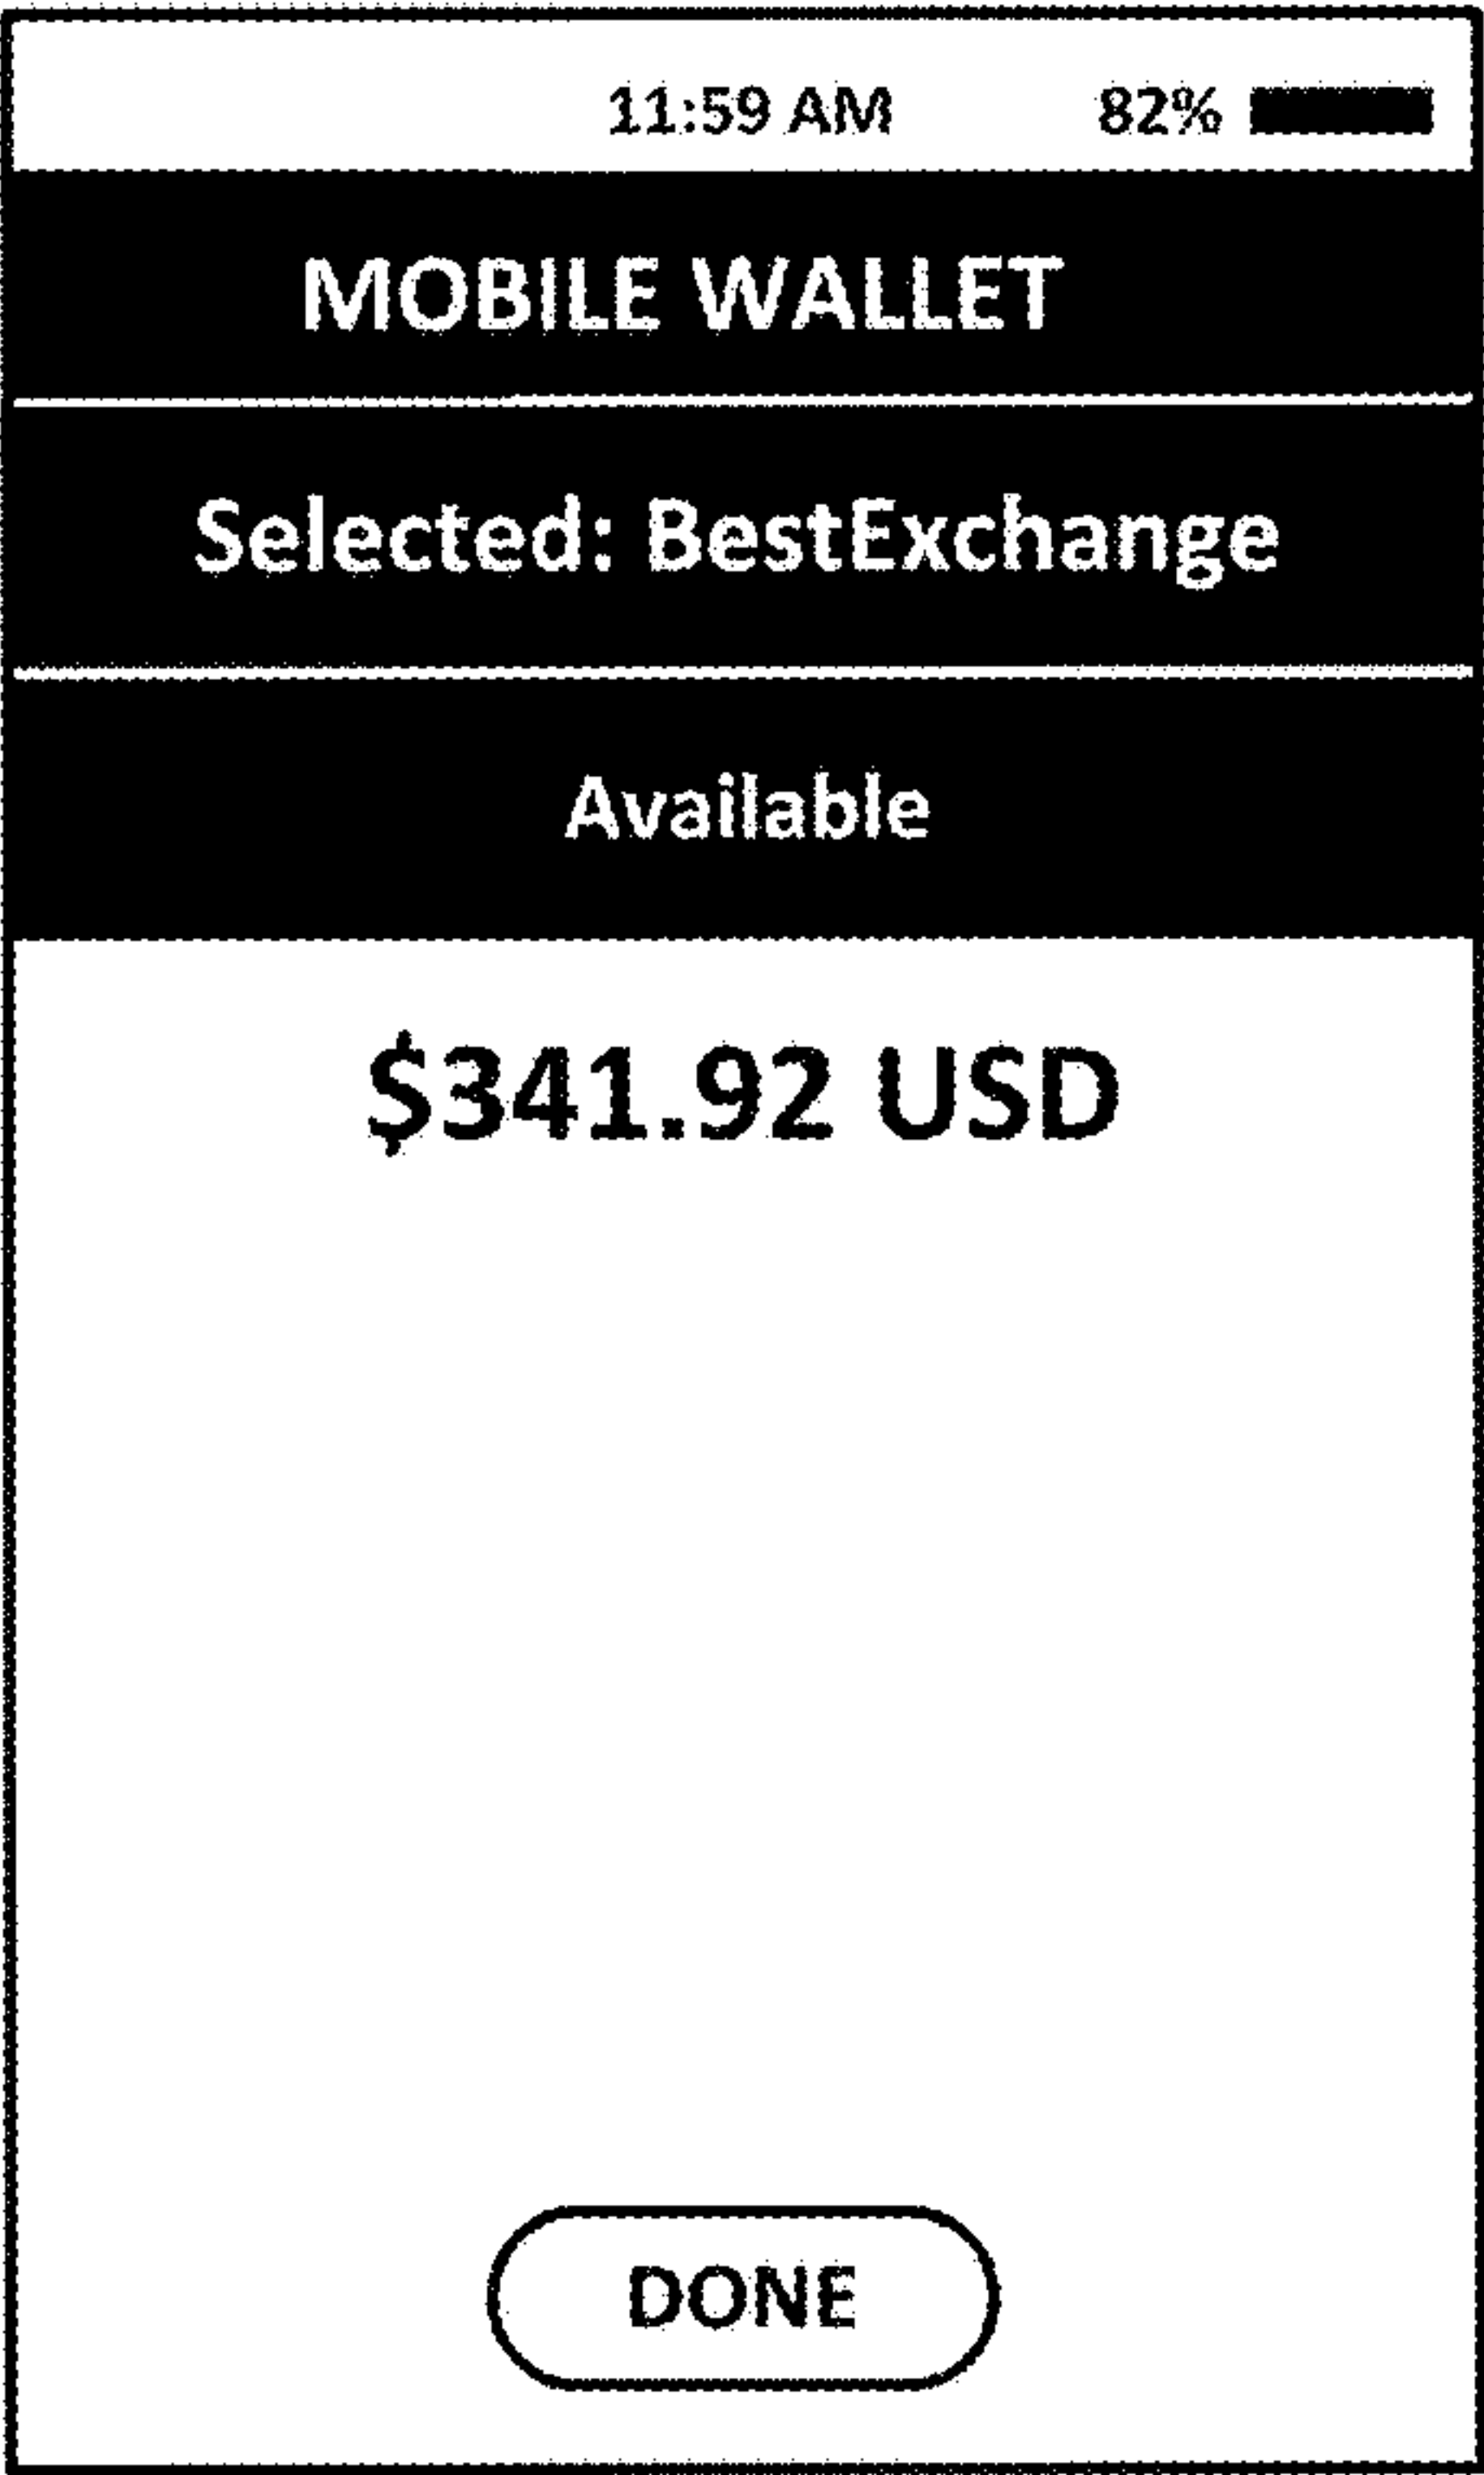 11:59 AM 82%
MOBILE WALLET
Selected: BestExchange
Available
$341.92 USD
DONE